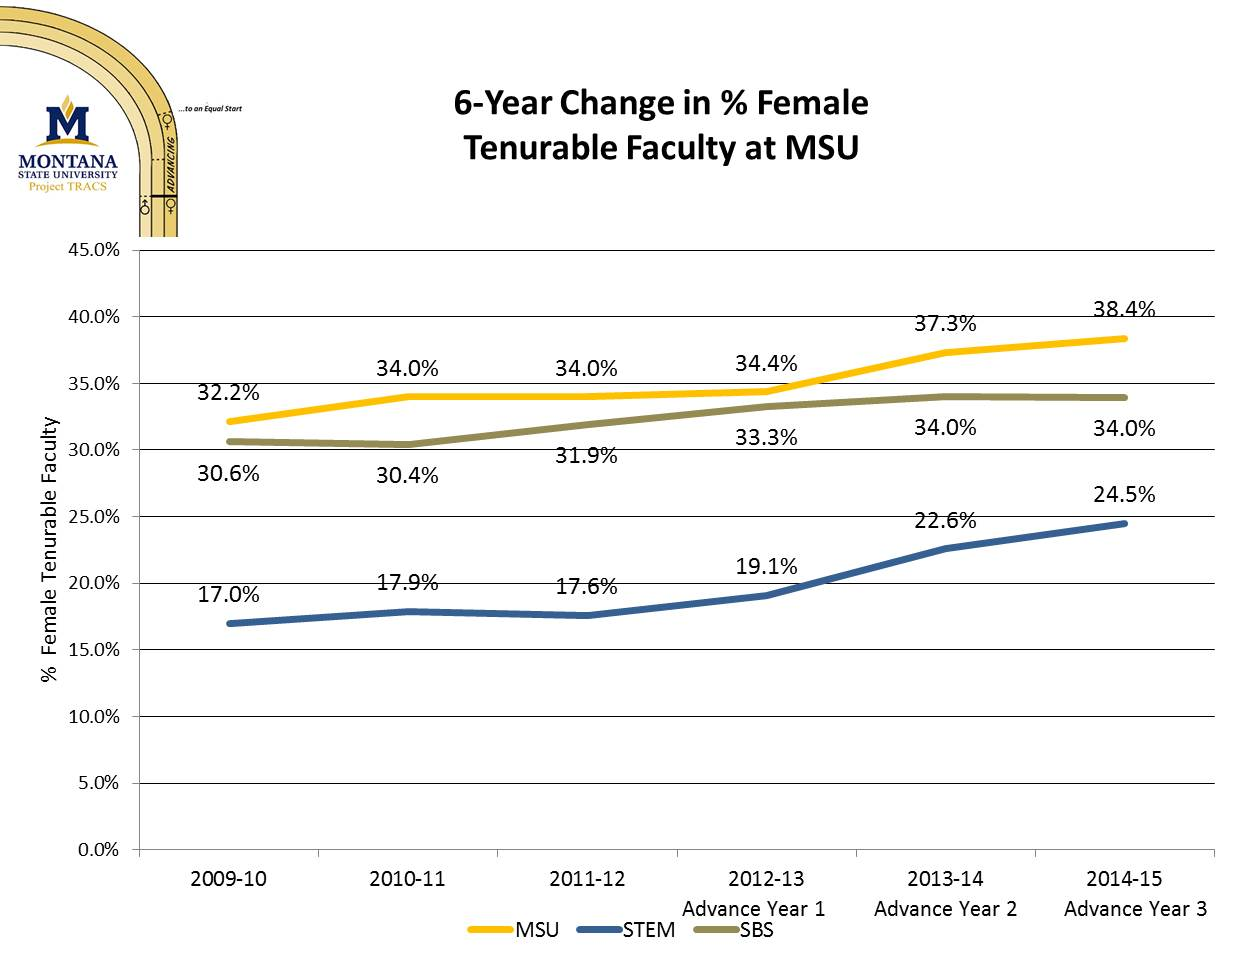 ...to an Equal Start
ADVANCING
M
MONTANA
STATE UNIVERSITY
Project TRACS
6-Year Change in % Female
Tenurable Faculty at MSU
% Female Tenurable Faculty
45.0%
40.0%
35.0%
30.0%
25.0%
20.0%
15.0%
10.0%
5.0%
0.0%
32.2% 34.0% 34.0% 34.4% 37.3% 38.4%
30.6% 30.4% 31.9% 33.3% 34.0% 34.0%
17.0% 17.9% 17.6% 19.1% 22.6% 24.5%
2009-10 2010-11 2011-12 2012-13 2013-14 2014-15
Advance Year 1 Advance Year 2 Advance Year 3
MSU STEM SBS